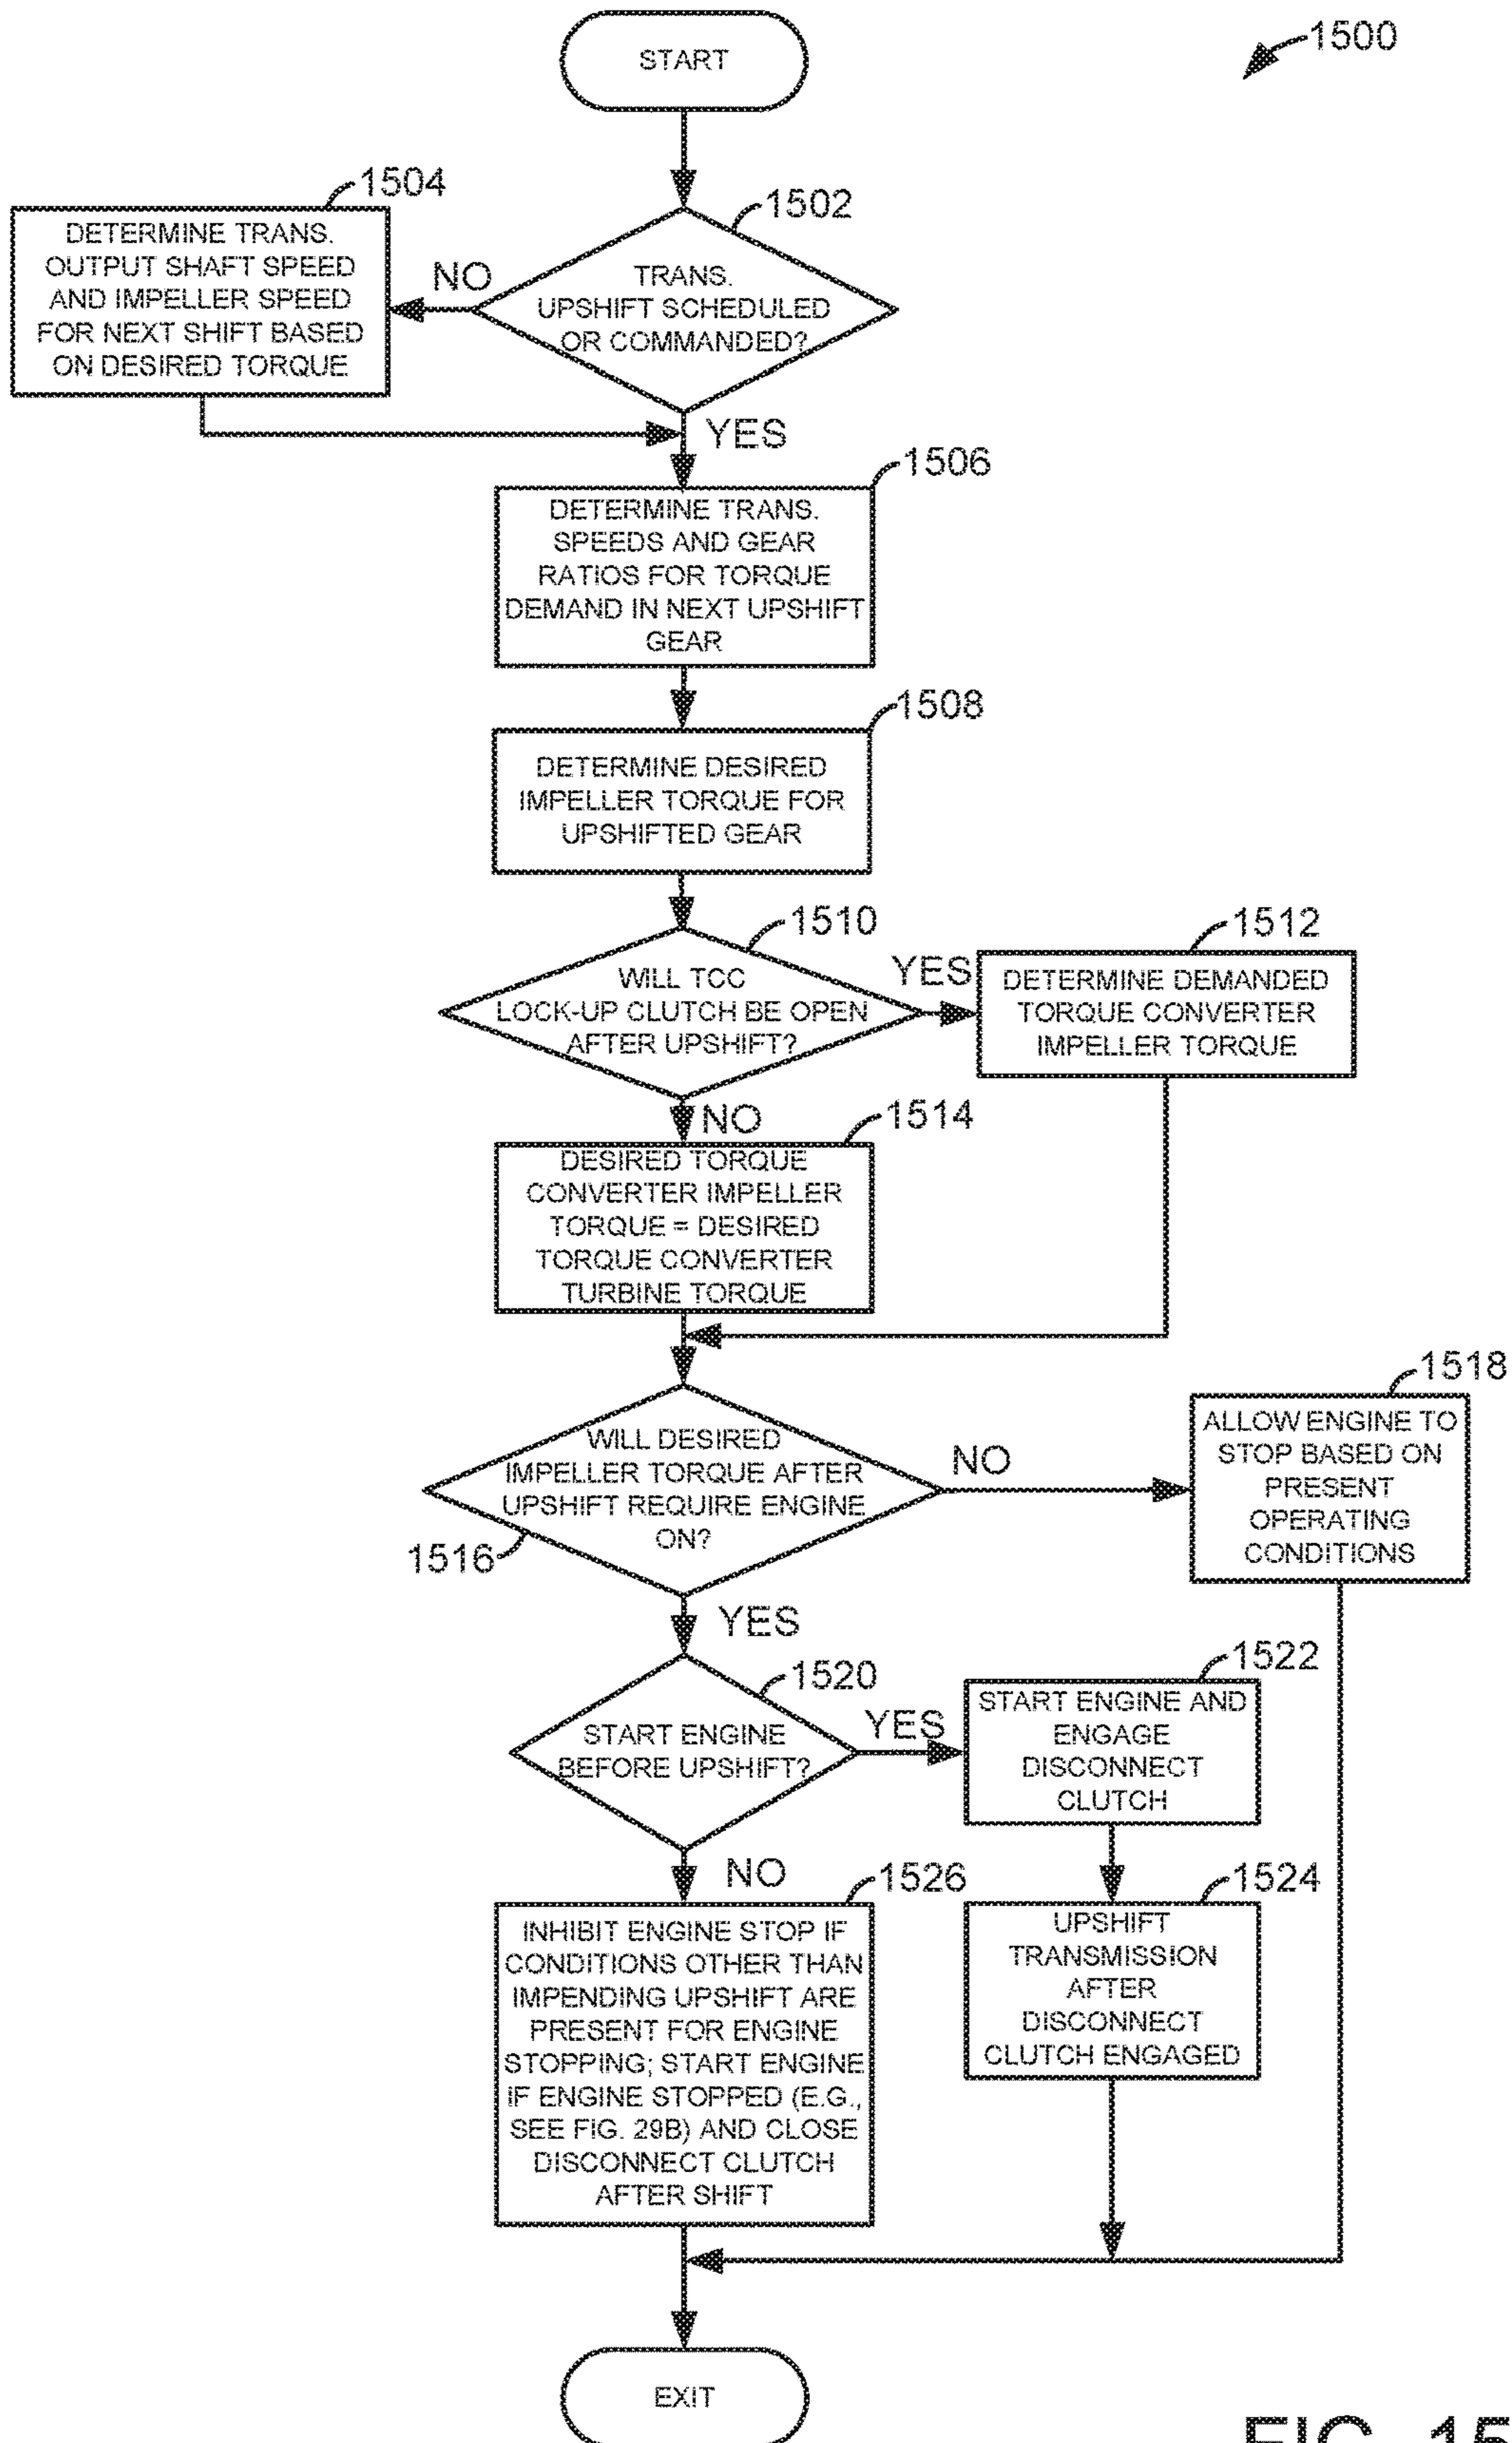 START
1500
1504
1502
DETERMINE TRANS.
OUTPUT SHAFT SPEED
AND IMPELLER SPEED
FOR NEXT SHIFT BASED
ON DESIRED TORQUE
NO
TRANS.
UPSHIFT SCHEDULED
OR COMMANDED?
YES
1506
DETERMINE TRANS.
SPEEDS AND GEAR
RATIOS FOR TORQUE
DEMAND IN NEXT UPSHIFT
GEAR
1508
DETERMINE DESIRED
IMPELLER TORQUE FOR
UPSHIFTED GEAR
1510
WILL TCC
LOCK-UP CLUTCH BE OPEN
AFTER UPSHIFT?
YES
1512
DETERMINE DEMANDED
TORQUE CONVERTER
IMPELLER TORQUE
NO
1514
DESIRED TORQUE
CONVERTER IMPELLER
TORQUE = DESIRED
TORQUE CONVERTER
TURBINE TORQUE
WILL DESIRED
IMPELLER TORQUE AFTER
UPSHIFT REQUIRE ENGINE
ON?
1516
NO
1518
ALLOW ENGINE TO
STOP BASED ON
PRESENT
OPERATING
CONDITIONS
YES
1520
START ENGINE
BEFORE UPSHIFT?
YES
1522
START ENGINE AND
ENGAGE
DISCONNECT
CLUTCH
NO
1524
UPSHIFT
TRANSMISSION
AFTER
DISCONNECT
CLUTCH ENGAGED
1526
INHIBIT ENGINE STOP IF
CONDITIONS OTHER THAN
IMPENDING UPSHIFT ARE
PRESENT FOR ENGINE
STOPPING; START ENGINE
IF ENGINE STOPPED (E.G.,
SEE FIG. 29B) AND CLOSE
DISCONNECT CLUTCH
AFTER SHIFT
EXIT
FIG. 15